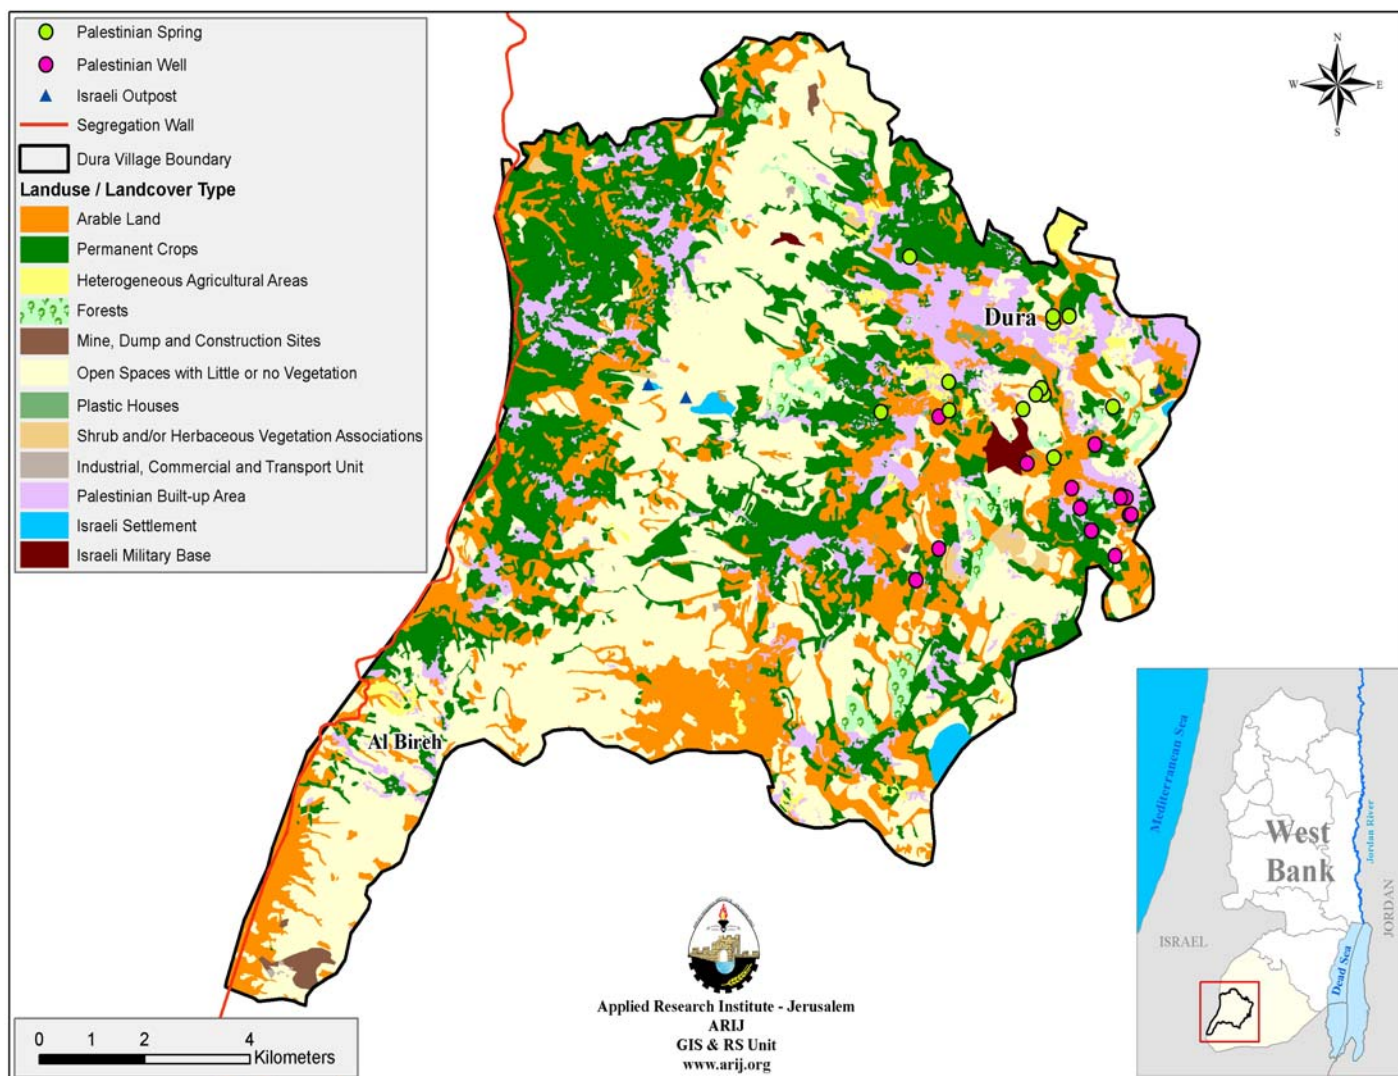 Palestinian Spring
Palestinian Well
Israeli Outpost
Segregation Wall
Dura Village Boundary
Landuse / Landcover Type
Arable Land
Permanent Crops
Heterogeneous Agricultural Areas
Forests
Mine, Dump and Construction Sites
Open Spaces with Little or no Vegetation
Plastic Houses
Shrub and/or Herbaceous Vegetation Associations
Industrial, Commercial and Transport Unit
Palestinian Built-up Area
Israeli Settlement
Israeli Military Base
N
W
E
S
Dura
Al Bireh
Mediterranean Sea
West
Bank
Jordan River
JORDAN
ISRAEL
Dead Sea
Applied Research Institute - Jerusalem
ARIJ
GIS & RS Unit
www.arij.org
0 1 2 4
Kilometers